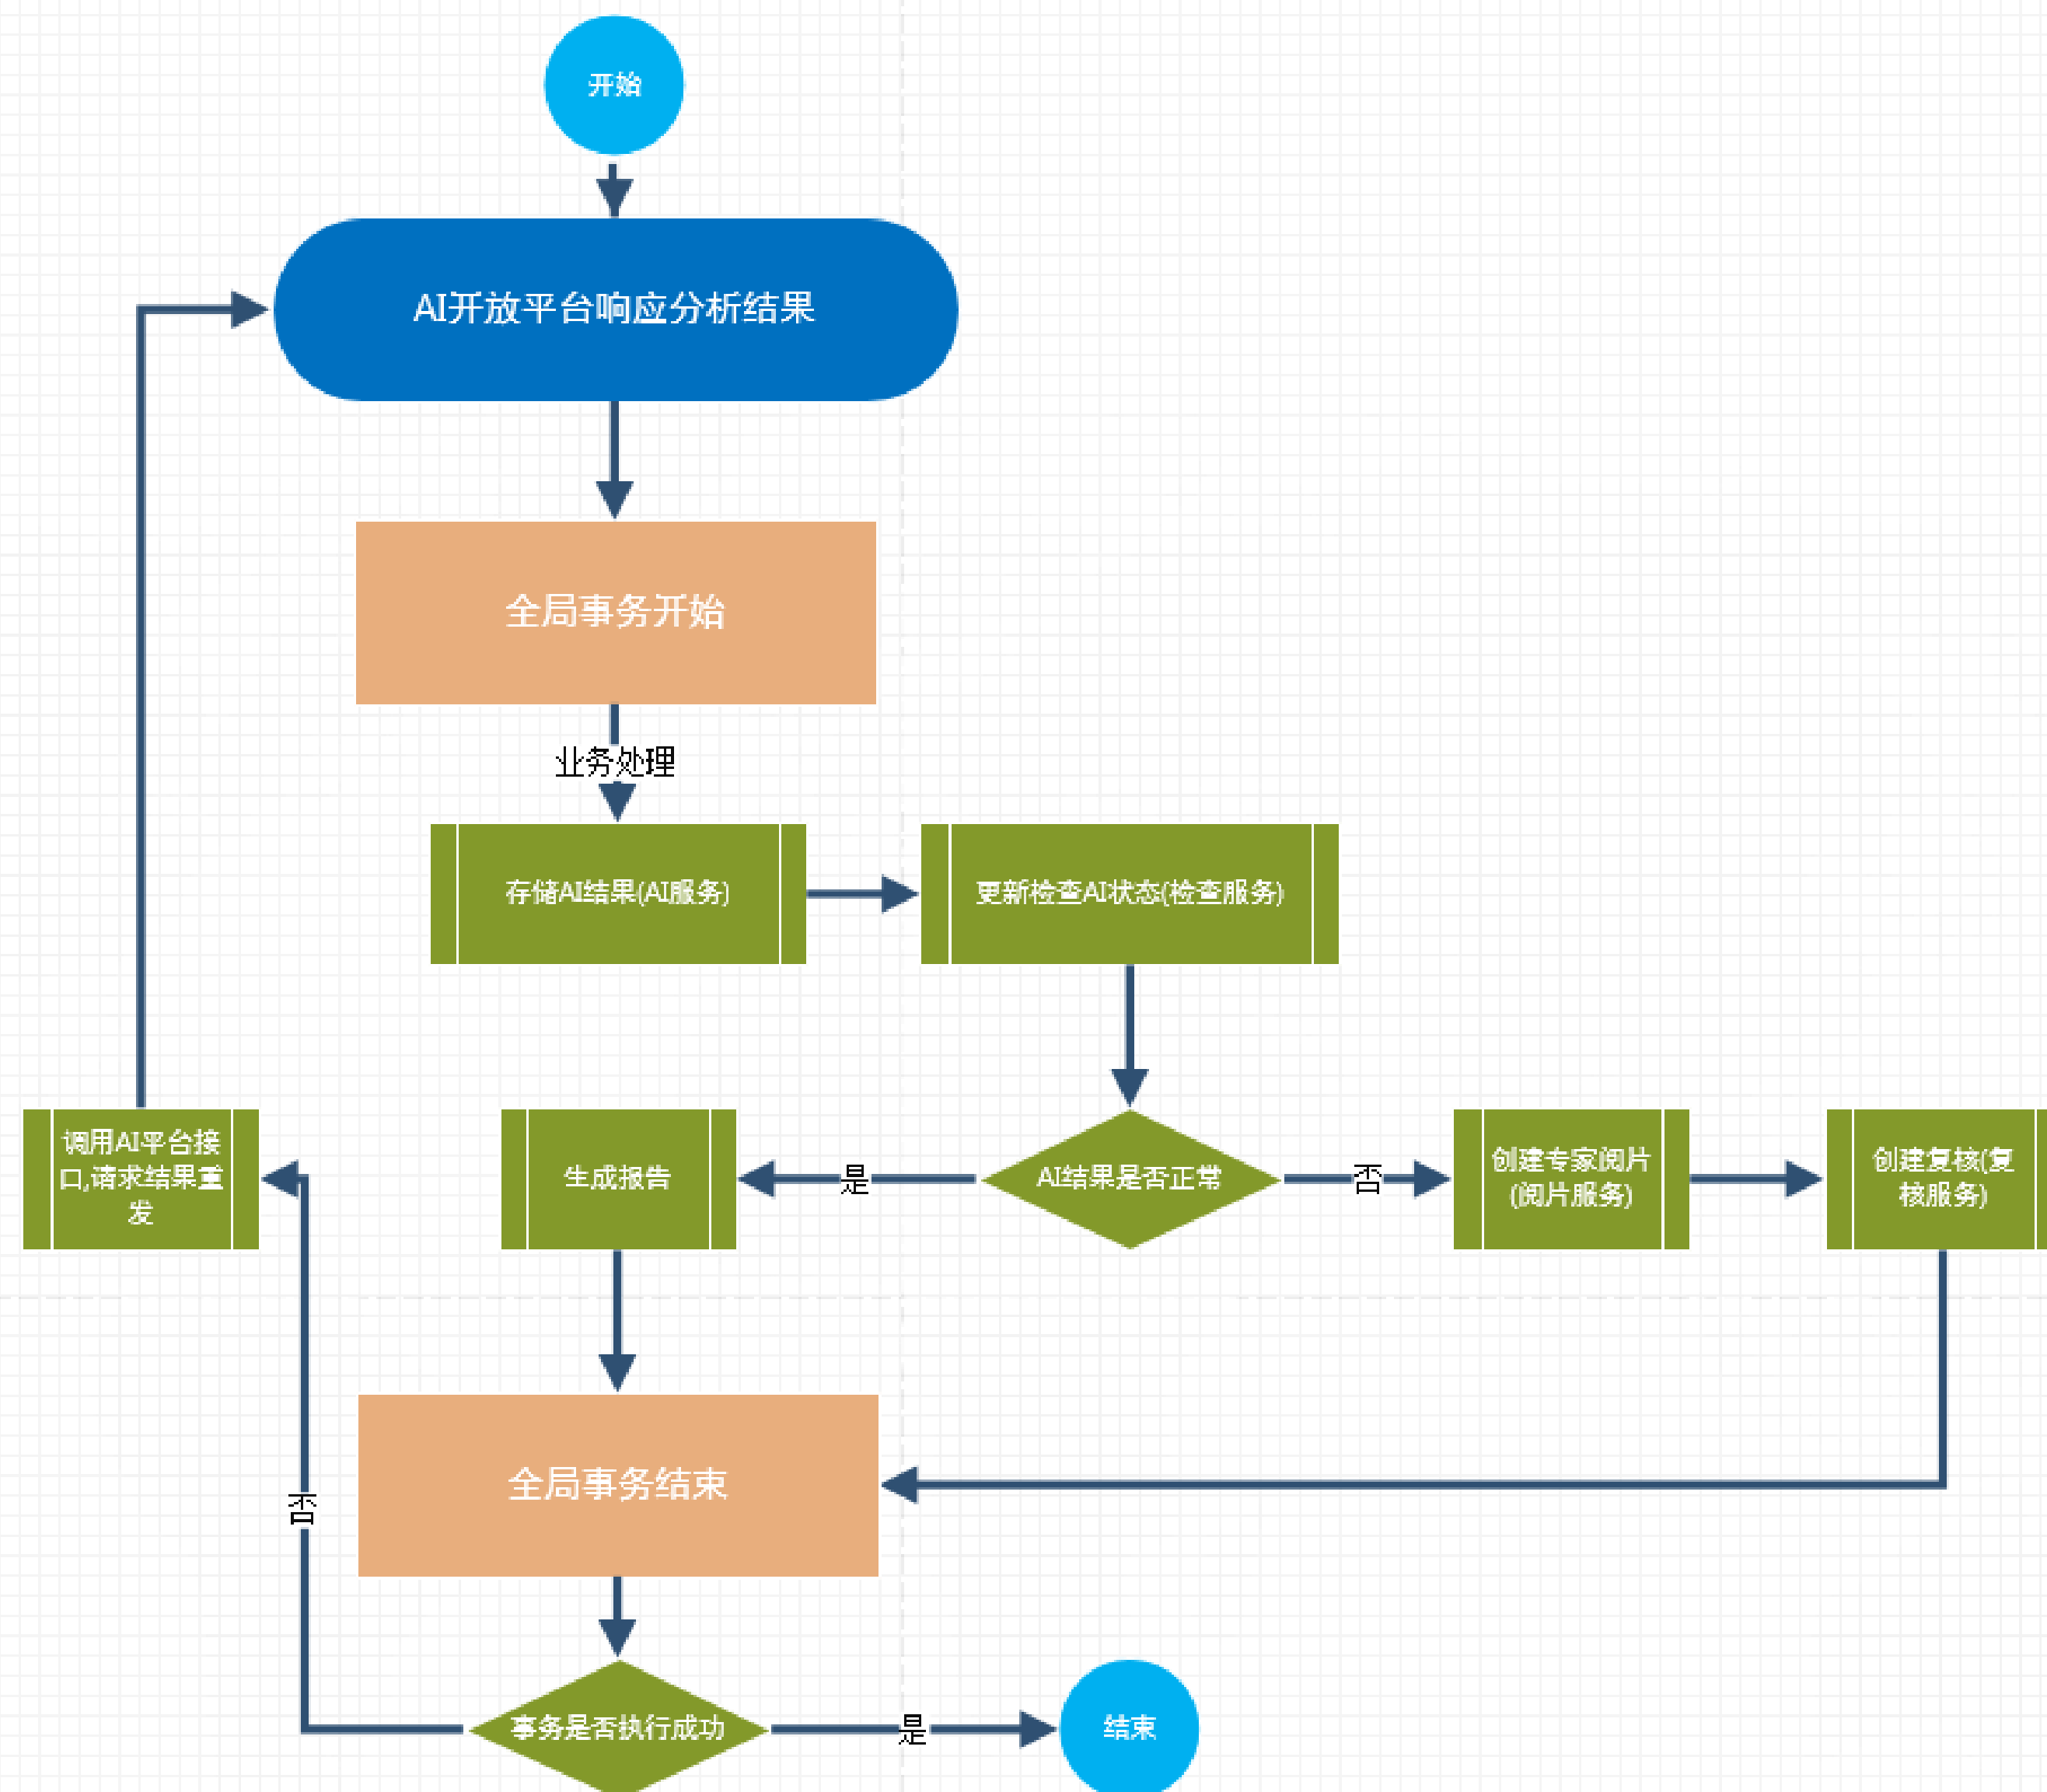 开始
AI开放平台响应分析结果
全局事务开始
业务处理
存储AI结果(AI服务)
更新检查AI状态(检查服务)
调用AI平台接
口,请求结果重
发
生成报告
是
AI结果是否正常
否
创建专家阅片
(阅片服务)
创建复核(复
核服务)
全局事务结束
否
事务是否执行成功
是
结束